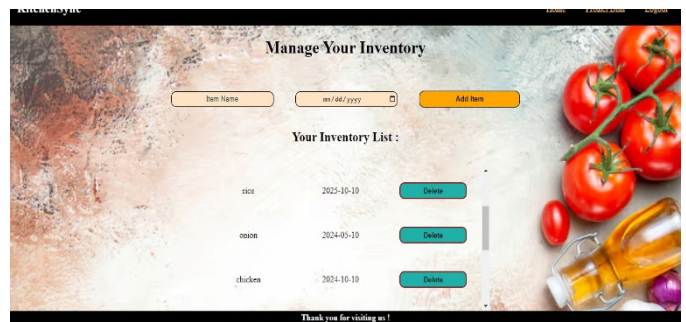 KitchenSync
Home Product Dtls Logout
Manage Your Inventory
Item Name mm/dd/yyyy Add Item
Your Inventory List :
rice 2025-10-10 Delete
onion 2024-05-10 Delete
chicken 2024-10-10 Delete
Thank you for visiting us !